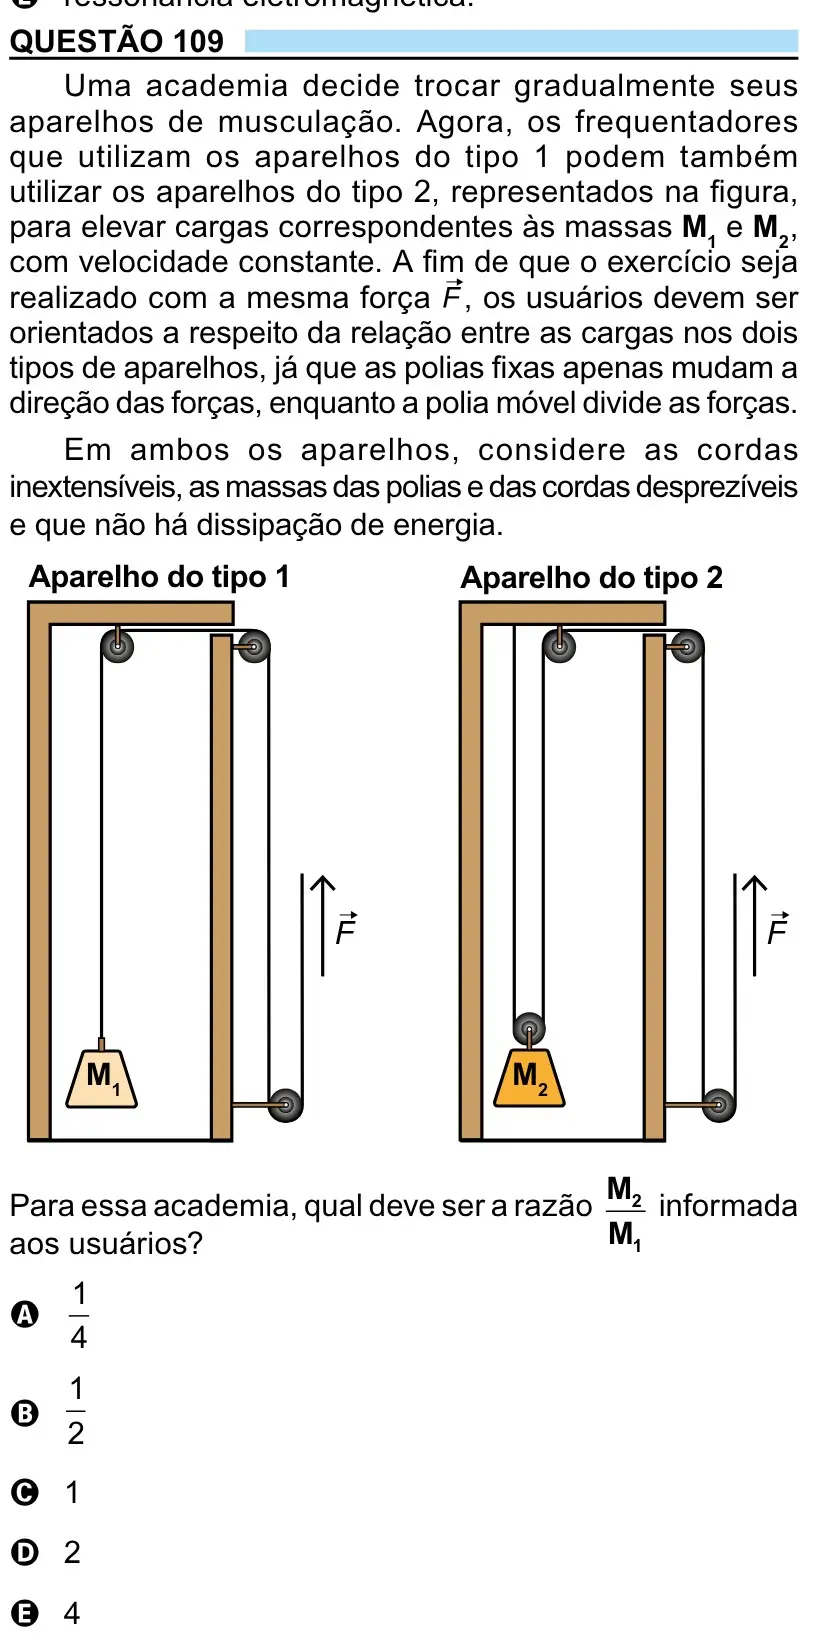 QUESTÃO 109
Uma academia decide trocar gradualmente seus
aparelhos de musculação. Agora, os frequentadores
que utilizam os aparelhos do tipo 1 podem também
utilizar os aparelhos do tipo 2, representados na figura,
para elevar cargas correspondentes às massas M₁ e M₂,
com velocidade constante. A fim de que o exercício seja
realizado com a mesma força F⃗, os usuários devem ser
orientados a respeito da relação entre as cargas nos dois
tipos de aparelhos, já que as polias fixas apenas mudam a
direção das forças, enquanto a polia móvel divide as forças.
Em ambos os aparelhos, considere as cordas
inextensíveis, as massas das polias e das cordas desprezíveis
e que não há dissipação de energia.
Aparelho do tipo 1
Aparelho do tipo 2
F⃗
F⃗
M₁
M₂
Para essa academia, qual deve ser a razão M₂/M₁ informada
aos usuários?
A 1/4
B 1/2
C 1
D 2
E 4